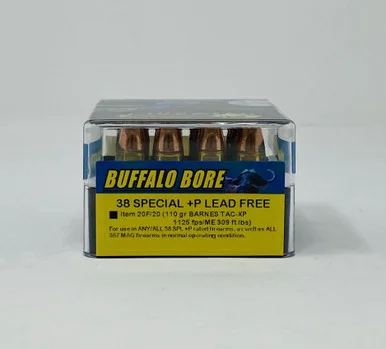 BUFFALO BORE
38 SPECIAL +P LEAD FREE
Item 20F/20 (110 gr BARNES TAC-XP
1125 fps/ME 309 ft lbs)
For use in ANY/ALL 38 SPL +P rated firearms, as well as ALL
357 MAG firearms in normal operating condition.